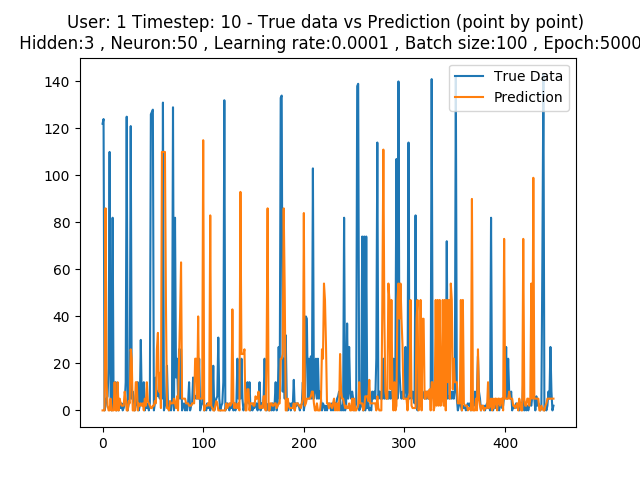 User: 1 Timestep: 10 - True data vs Prediction (point by point)
Hidden:3 , Neuron:50 , Learning rate:0.0001 , Batch size:100 , Epoch:5000
True Data
Prediction
140
120
100
80
60
40
20
0
0 100 200 300 400